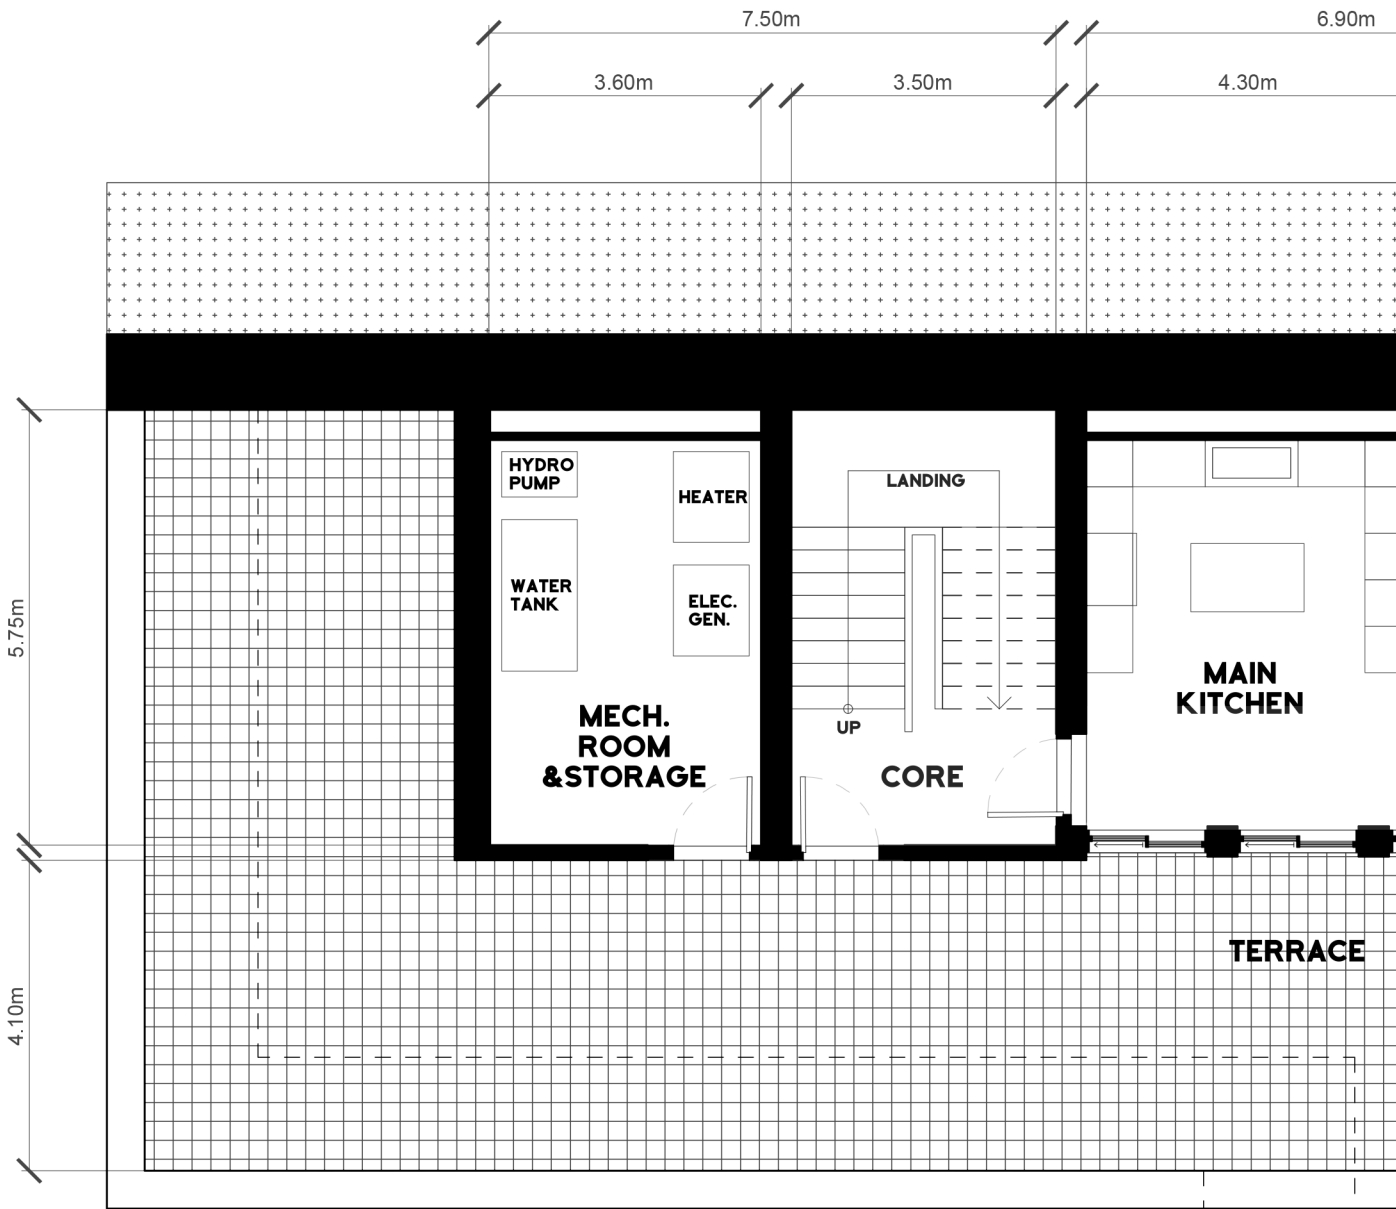 7.50m
6.90m
3.60m
3.50m
4.30m
HYDRO
PUMP
HEATER
LANDING
WATER
TANK
ELEC.
GEN.
5.75m
MAIN
KITCHEN
MECH.
ROOM
&STORAGE
UP
CORE
TERRACE
4.10m